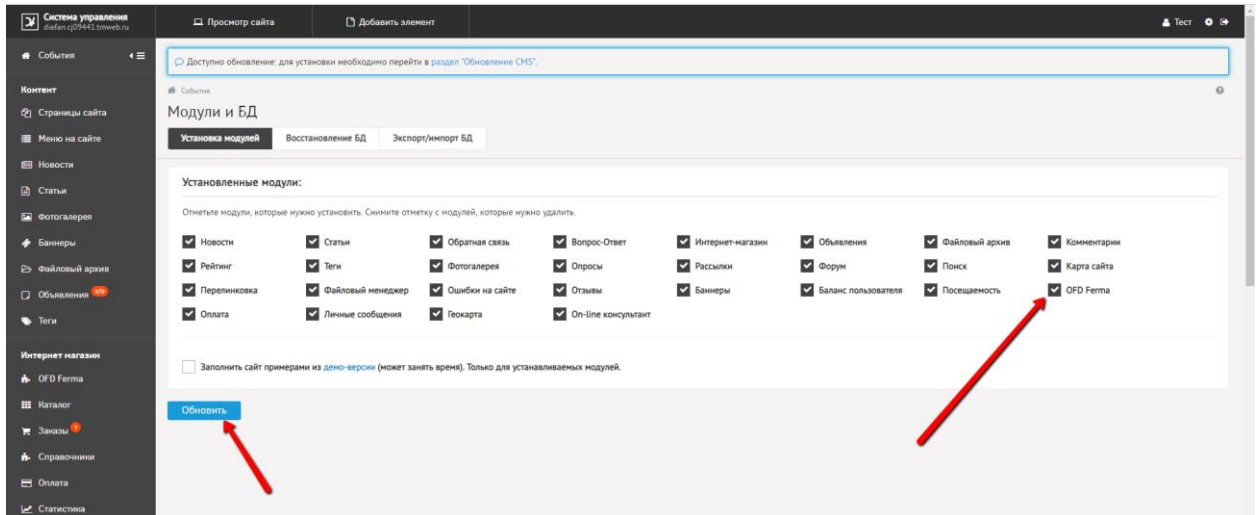 Система управления
diafan.cj09441.tmweb.ru
Просмотр сайта
Добавить элемент
Тест
События
Контент
Страницы сайта
Меню на сайте
Новости
Статьи
Фотогалерея
Баннеры
Файловый архив
Объявления 3/0
Теги
Интернет магазин
OFD Ferma
Каталог
Заказы 1
Справочники
Оплата
Статистика
Доступно обновление: для установки необходимо перейти в раздел "Обновление CMS".
События
Модули и БД
Установка модулей
Восстановление БД
Экспорт/импорт БД
Установленные модули:
Отметьте модули, которые нужно установить. Снимите отметку с модулей, которые нужно удалить.
Новости Статьи Обратная связь Вопрос-Ответ Интернет-магазин Объявления Файловый архив Комментарии
Рейтинг Теги Фотогалерея Опросы Рассылки Форум Поиск Карта сайта
Перелинковка Файловый менеджер Ошибки на сайте Отзывы Баннеры Баланс пользователя Посещаемость OFD Ferma
Оплата Личные сообщения Геокарта On-line консультант
Заполнить сайт примерами из демо-версии (может занять время). Только для устанавливаемых модулей.
Обновить